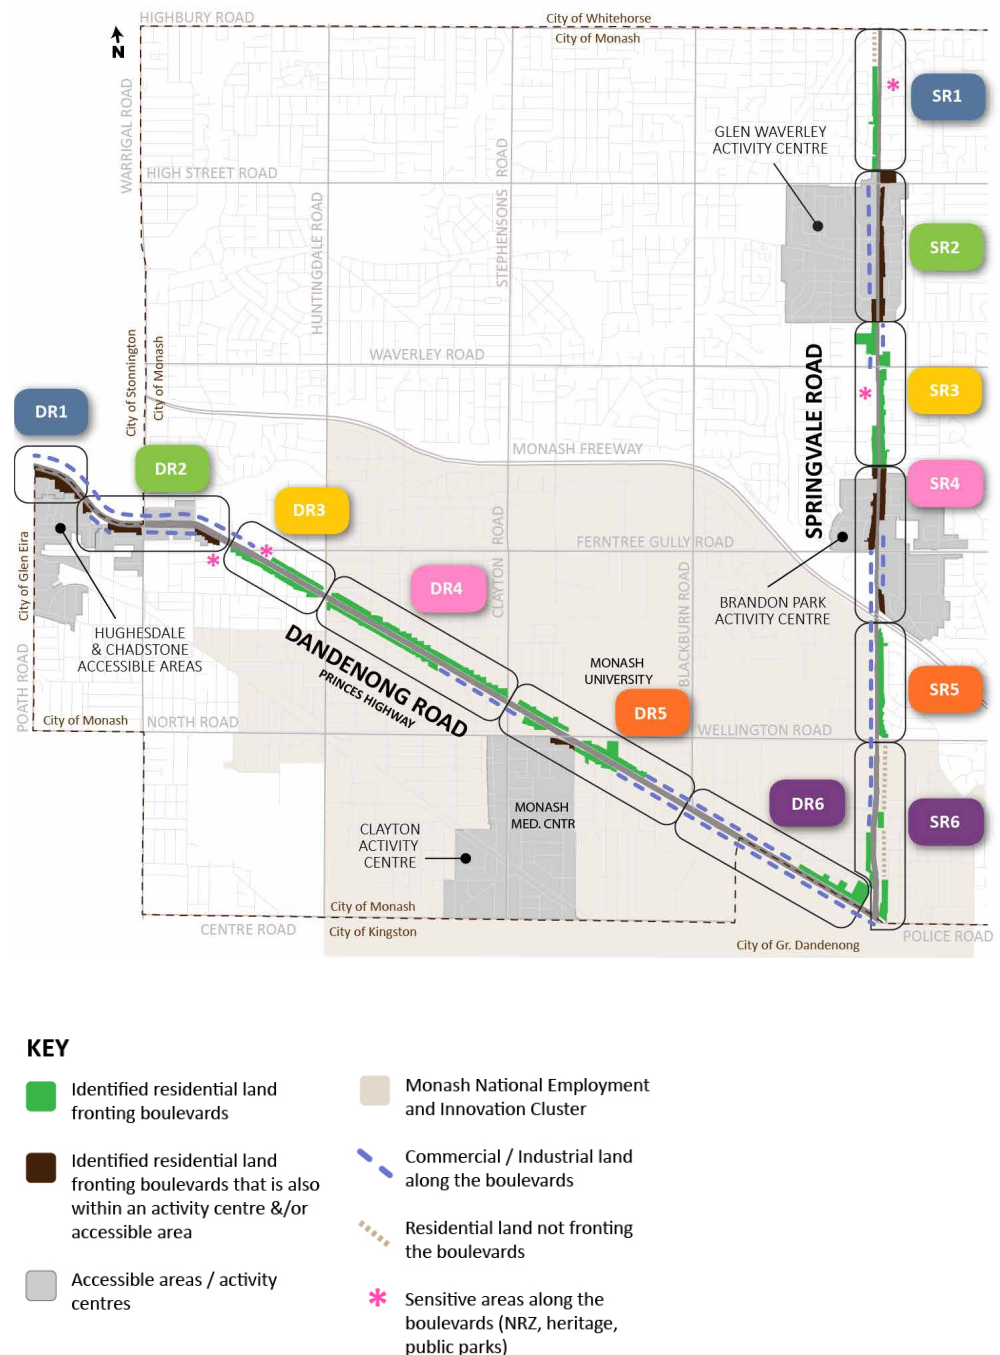 HIGHBURY ROAD
City of Whitehorse
City of Monash
N
WARRIGAL ROAD
SR1
GLEN WAVERLEY
ACTIVITY CENTRE
HIGH STREET ROAD
HUNTINGDALE ROAD
STEPHENSONS ROAD
SR2
City of Stonnington
City of Monash
WAVERLEY ROAD
SPRINGVALE ROAD
SR3
DR1
MONASH FREEWAY
DR2
SR4
DR3
CLAYTON ROAD
FERNTREE GULLY ROAD
City of Glen Eira
DR4
BLACKBURN ROAD
BRANDON PARK
ACTIVITY CENTRE
HUGHESDALE
& CHADSTONE
ACCESSIBLE AREAS
DANDENONG ROAD
PRINCES HIGHWAY
MONASH
UNIVERSITY
POATH ROAD
SR5
DR5
City of Monash
NORTH ROAD
WELLINGTON ROAD
DR6
MONASH
MED. CNTR
SR6
CLAYTON
ACTIVITY
CENTRE
City of Monash
City of Kingston
CENTRE ROAD
City of Gr. Dandenong
POLICE ROAD
KEY
Identified residential land
fronting boulevards
Identified residential land
fronting boulevards that is also
within an activity centre &/or
accessible area
Accessible areas / activity
centres
Monash National Employment
and Innovation Cluster
Commercial / Industrial land
along the boulevards
Residential land not fronting
the boulevards
Sensitive areas along the
boulevards (NRZ, heritage,
public parks)